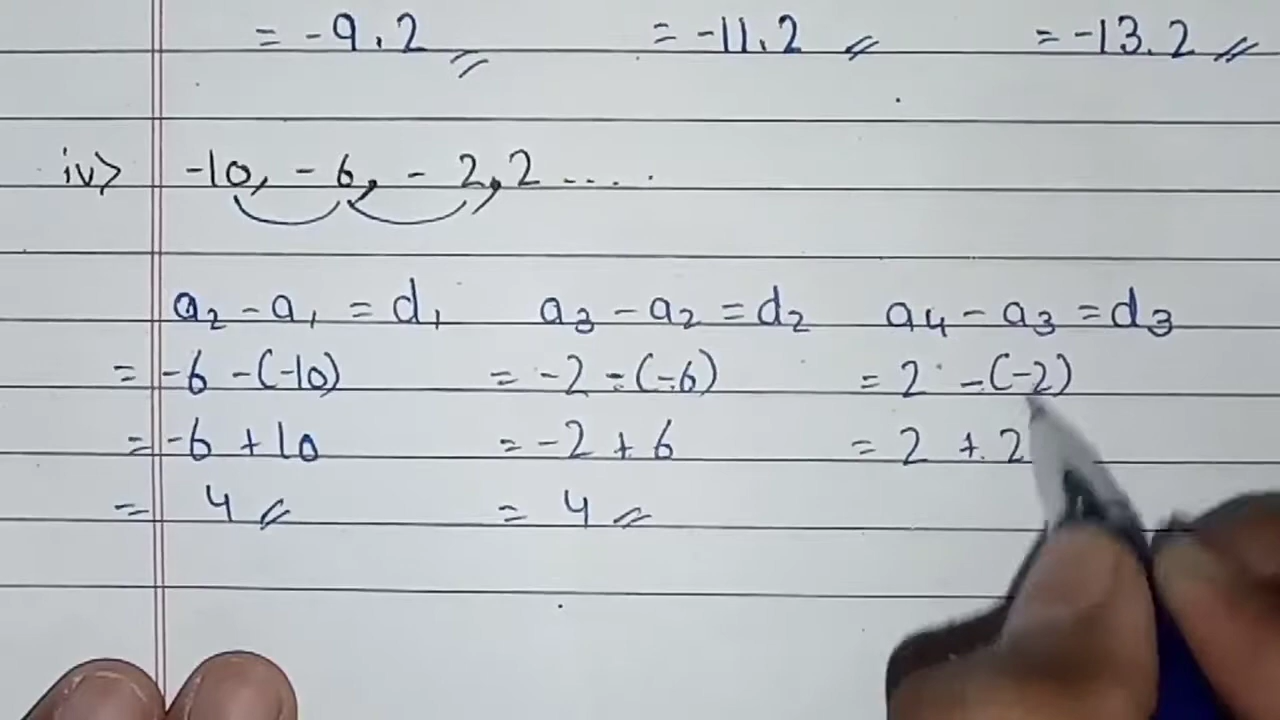 = -9.2 = -11.2 = -13.2
iv> -10, -6, -2, 2 .....
a₂ - a₁ = d₁ a₃ - a₂ = d₂ a₄ - a₃ = d₃
= -6 -(-10) = -2 -(-6) = 2 -(-2)
= -6 + 10 = -2 + 6 = 2 + 2
= 4 = 4